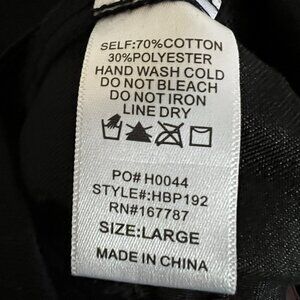 SELF:70%COTTON
30%POLYESTER
HAND WASH COLD
DO NOT BLEACH
DO NOT IRON
LINE DRY
PO# H0044
STYLE#:HBP192
RN#167787
SIZE:LARGE
MADE IN CHINA